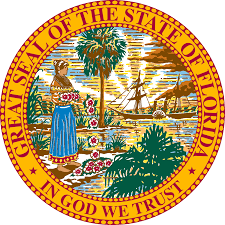 GREAT SEAL OF THE STATE OF FLORIDA
IN GOD WE TRUST